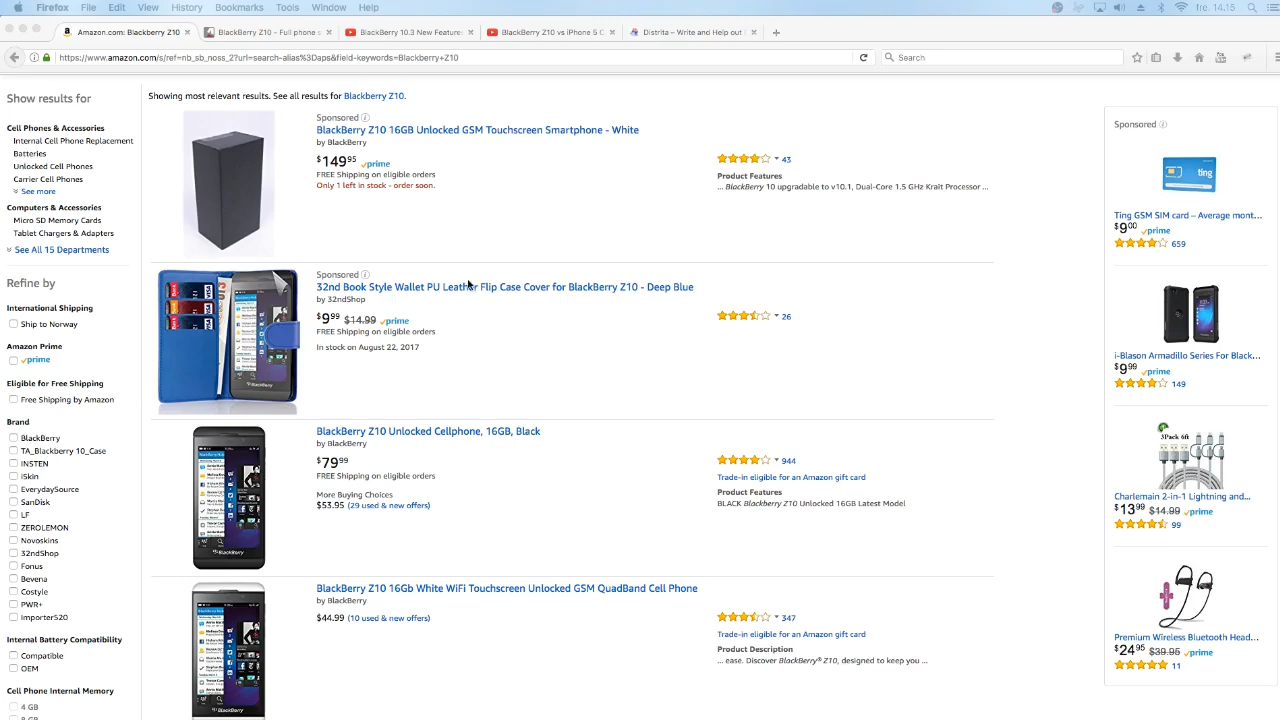 Firefox File Edit View History Bookmarks Tools Window Help fre. 14.15
Amazon.com: BlackBerry Z10
BlackBerry Z10 - Full phone s
BlackBerry 10.3 New Feature
BlackBerry Z10 vs iPhone 5 C
Distrita – Write and Help out
https://www.amazon.com/s/ref=nb_sb_noss_2?url=search-alias%3Daps&field-keywords=Blackberry+Z10
Search
Show results for
Cell Phones & Accessories
Internal Cell Phone Replacement
Batteries
Unlocked Cell Phones
Carrier Cell Phones
See more
Computers & Accessories
Micro SD Memory Cards
Tablet Chargers & Adapters
See All 15 Departments
Refine by
International Shipping
Ship to Norway
Amazon Prime
prime
Eligible for Free Shipping
Free Shipping by Amazon
Brand
BlackBerry
TA_Blackberry 10_Case
INSTEN
iSkin
EverydaySource
SanDisk
LF
ZEROLEMON
Novoskins
32ndShop
Fonus
Bevena
Costyle
PWR+
Importer520
Internal Battery Compatibility
Compatible
OEM
Cell Phone Internal Memory
4 GB
8 GB
Showing most relevant results. See all results for Blackberry Z10.
Sponsored
BlackBerry Z10 16GB Unlocked GSM Touchscreen Smartphone - White
by BlackBerry
$149.95 prime
FREE Shipping on eligible orders
Only 1 left in stock - order soon.
43
Product Features
... BlackBerry 10 upgradable to v10.1, Dual-Core 1.5 GHz Krait Processor ...
Sponsored
32nd Book Style Wallet PU Leather Flip Case Cover for BlackBerry Z10 - Deep Blue
by 32ndShop
$9.99 $14.99 prime
FREE Shipping on eligible orders
In stock on August 22, 2017
26
BlackBerry Z10 Unlocked Cellphone, 16GB, Black
by BlackBerry
$79.99
FREE Shipping on eligible orders
More Buying Choices
$53.95 (29 used & new offers)
944
Trade-in eligible for an Amazon gift card
Product Features
BLACK BlackBerry Z10 Unlocked 16GB Latest Model
BlackBerry Z10 16Gb White WiFi Touchscreen Unlocked GSM QuadBand Cell Phone
by BlackBerry
$44.99 (10 used & new offers)
347
Trade-in eligible for an Amazon gift card
Product Description
... ease. Discover BlackBerry® Z10, designed to keep you ...
Sponsored
ting
Ting GSM SIM card – Average mont...
$9.00 prime
659
i-Blason Armadillo Series For Black...
$9.99 prime
149
3Pack 6ft
Charlemain 2-in-1 Lightning and...
$13.99 $14.99 prime
99
Premium Wireless Bluetooth Head...
$24.95 $39.95 prime
11
BlackBerry
BlackBerry
BlackBerry